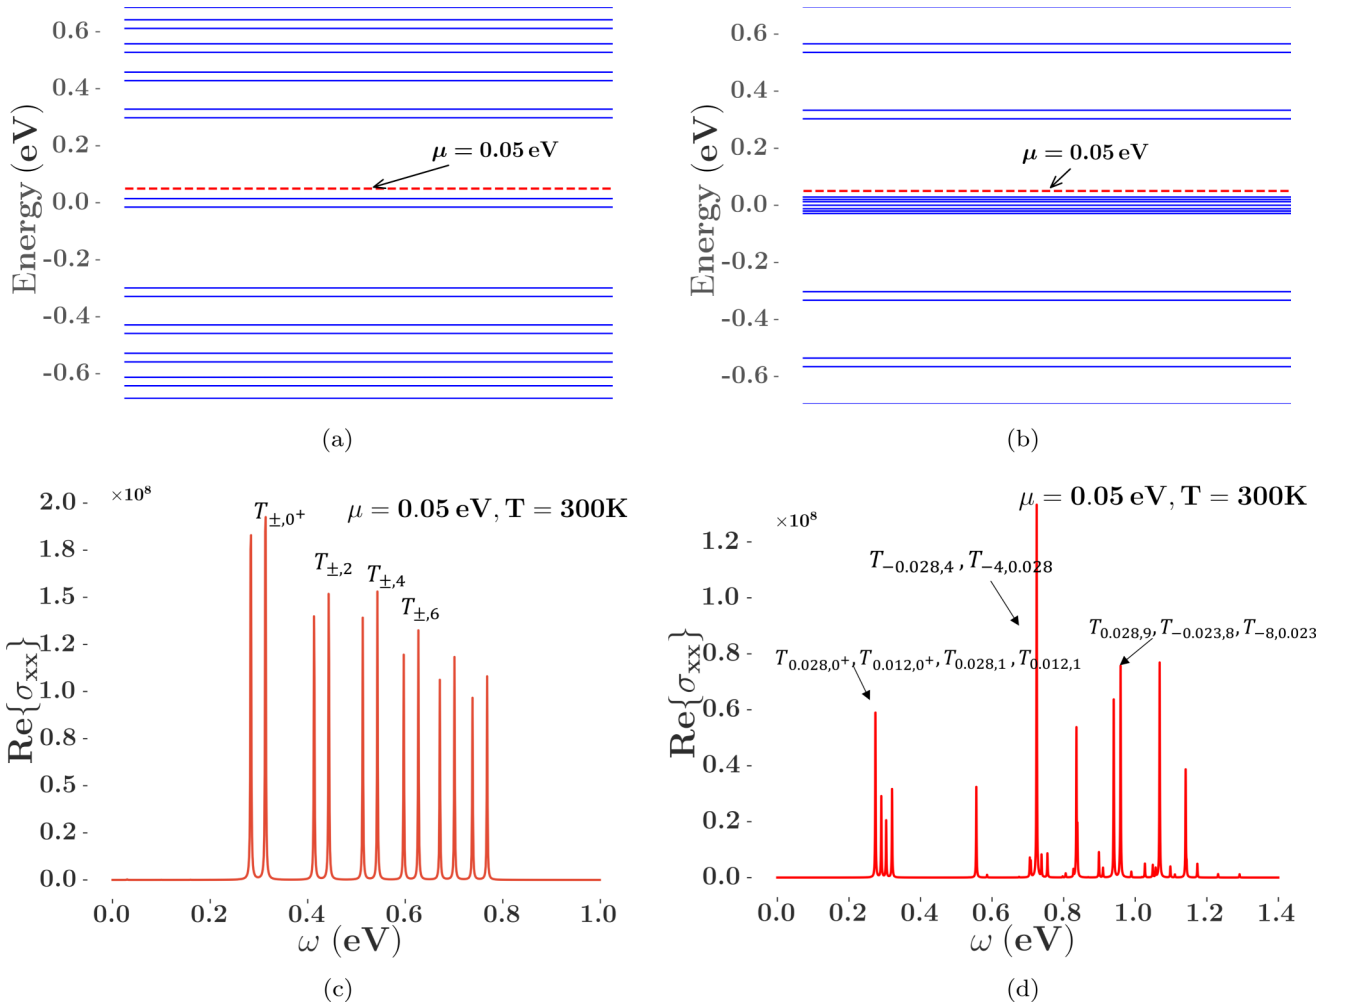 Energy (eV)
0.6
0.4
0.2
0.0
-0.2
-0.4
-0.6
μ = 0.05 eV
(a)
Energy (eV)
0.6
0.4
0.2
0.0
-0.2
-0.4
-0.6
μ = 0.05 eV
(b)
Re{σxx}
×10⁸
2.0
1.8
1.5
1.2
1.0
0.8
0.5
0.2
0.0
μ = 0.05 eV, T = 300K
T±,0⁺
T±,2
T±,4
T±,6
0.0 0.2 0.4 0.6 0.8 1.0
ω (eV)
(c)
Re{σxx}
×10⁸
1.2
1.0
0.8
0.6
0.4
0.2
0.0
μ = 0.05 eV, T = 300K
T−0.028,4 , T−4,0.028
T0.028,9, T−0.023,8, T−8,0.023
T0.028,0⁺, T0.012,0⁺, T0.028,1 , T0.012,1
0.0 0.2 0.4 0.6 0.8 1.0 1.2 1.4
ω (eV)
(d)